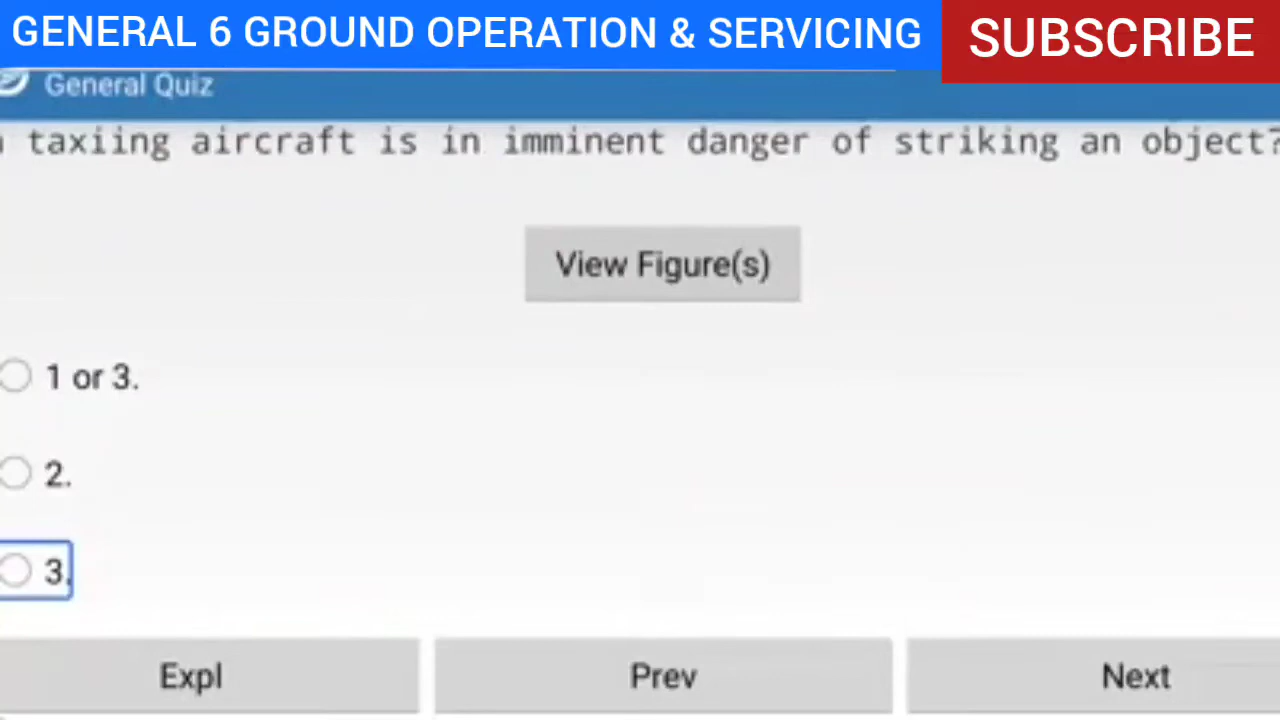 GENERAL 6 GROUND OPERATION & SERVICING
SUBSCRIBE
General Quiz
taxiing aircraft is in imminent danger of striking an object?
View Figure(s)
1 or 3.
2.
3.
Expl
Prev
Next